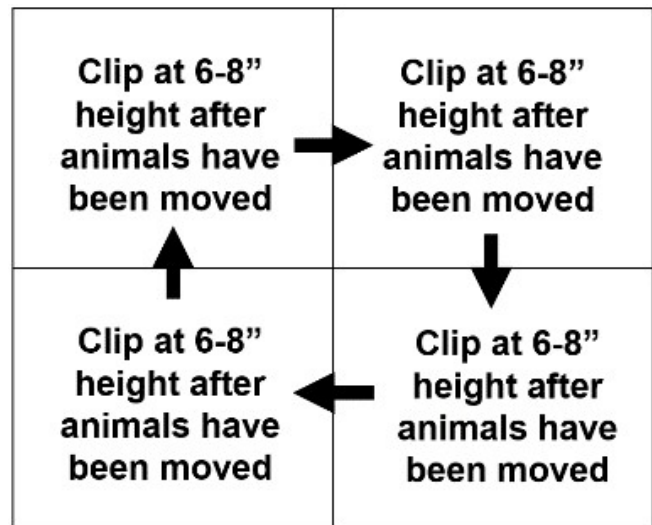 Clip at 6-8”
height after
animals have
been moved
Clip at 6-8”
height after
animals have
been moved
Clip at 6-8”
height after
animals have
been moved
Clip at 6-8”
height after
animals have
been moved